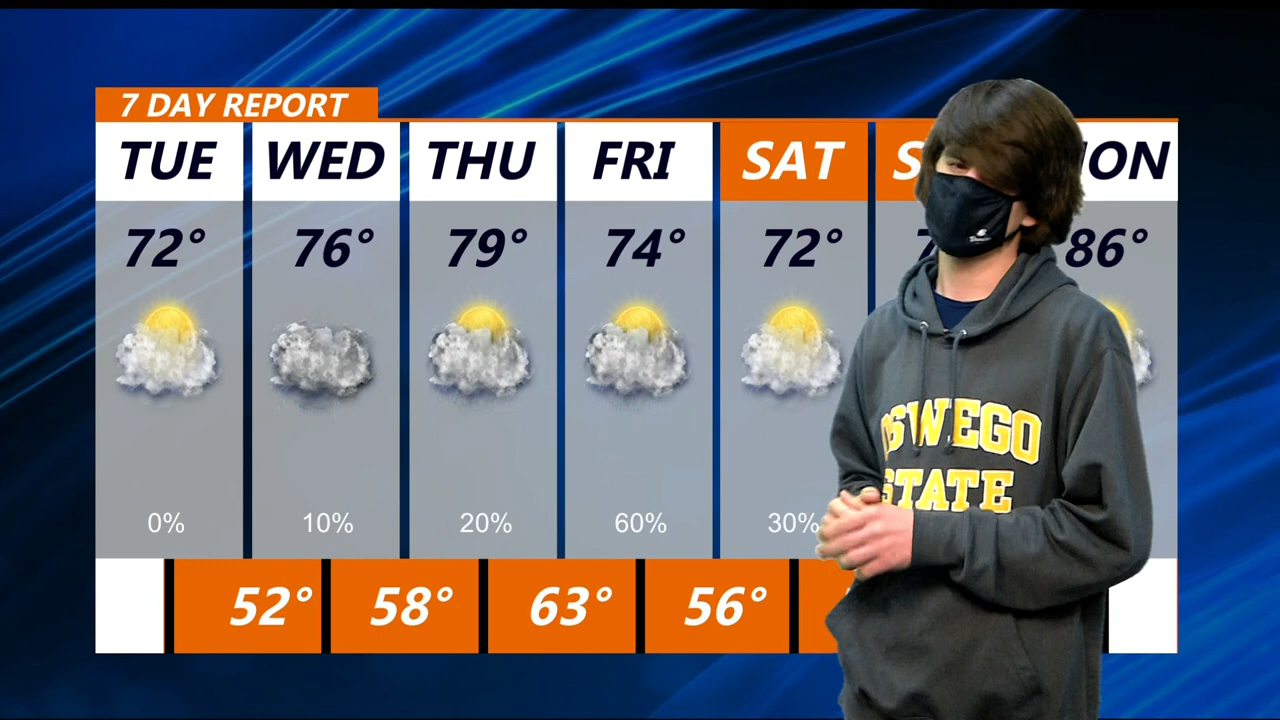 7 DAY REPORT
TUE WED THU FRI SAT
72° 76° 79° 74° 72° 86°
0% 10% 20% 60% 30%
52° 58° 63° 56°
OSWEGO
STATE